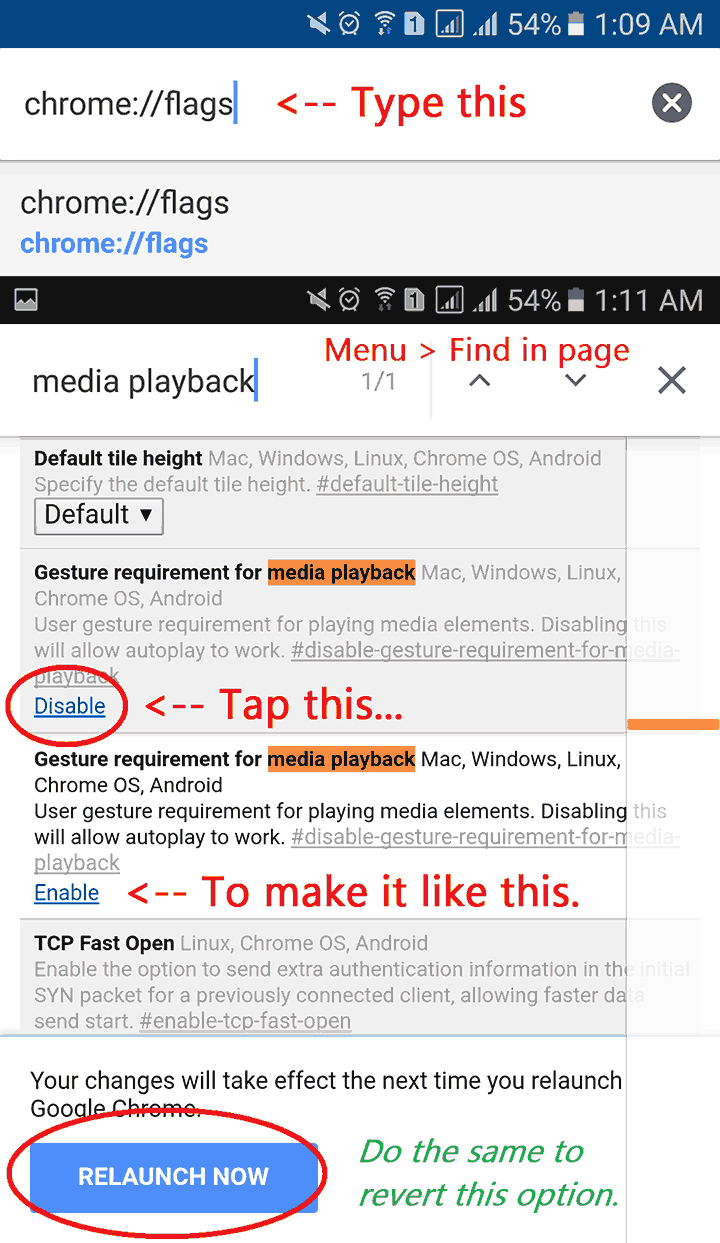 54% 1:09 AM
chrome://flags <-- Type this
chrome://flags
chrome://flags
1 54% 1:11 AM
Menu > Find in page
media playback 1/1
Default tile height Mac, Windows, Linux, Chrome OS, Android
Specify the default tile height. #default-tile-height
Default ▼
Gesture requirement for media playback Mac, Windows, Linux,
Chrome OS, Android
User gesture requirement for playing media elements. Disabling this
will allow autoplay to work. #disable-gesture-requirement-for-media-
playback
Disable <-- Tap this...
Gesture requirement for media playback Mac, Windows, Linux,
Chrome OS, Android
User gesture requirement for playing media elements. Disabling this
will allow autoplay to work. #disable-gesture-requirement-for-media-
playback
Enable <-- To make it like this.
TCP Fast Open Linux, Chrome OS, Android
Enable the option to send extra authentication information in the initial
SYN packet for a previously connected client, allowing faster data
send start. #enable-tcp-fast-open
Your changes will take effect the next time you relaunch
Google Chrome.
RELAUNCH NOW
Do the same to
revert this option.